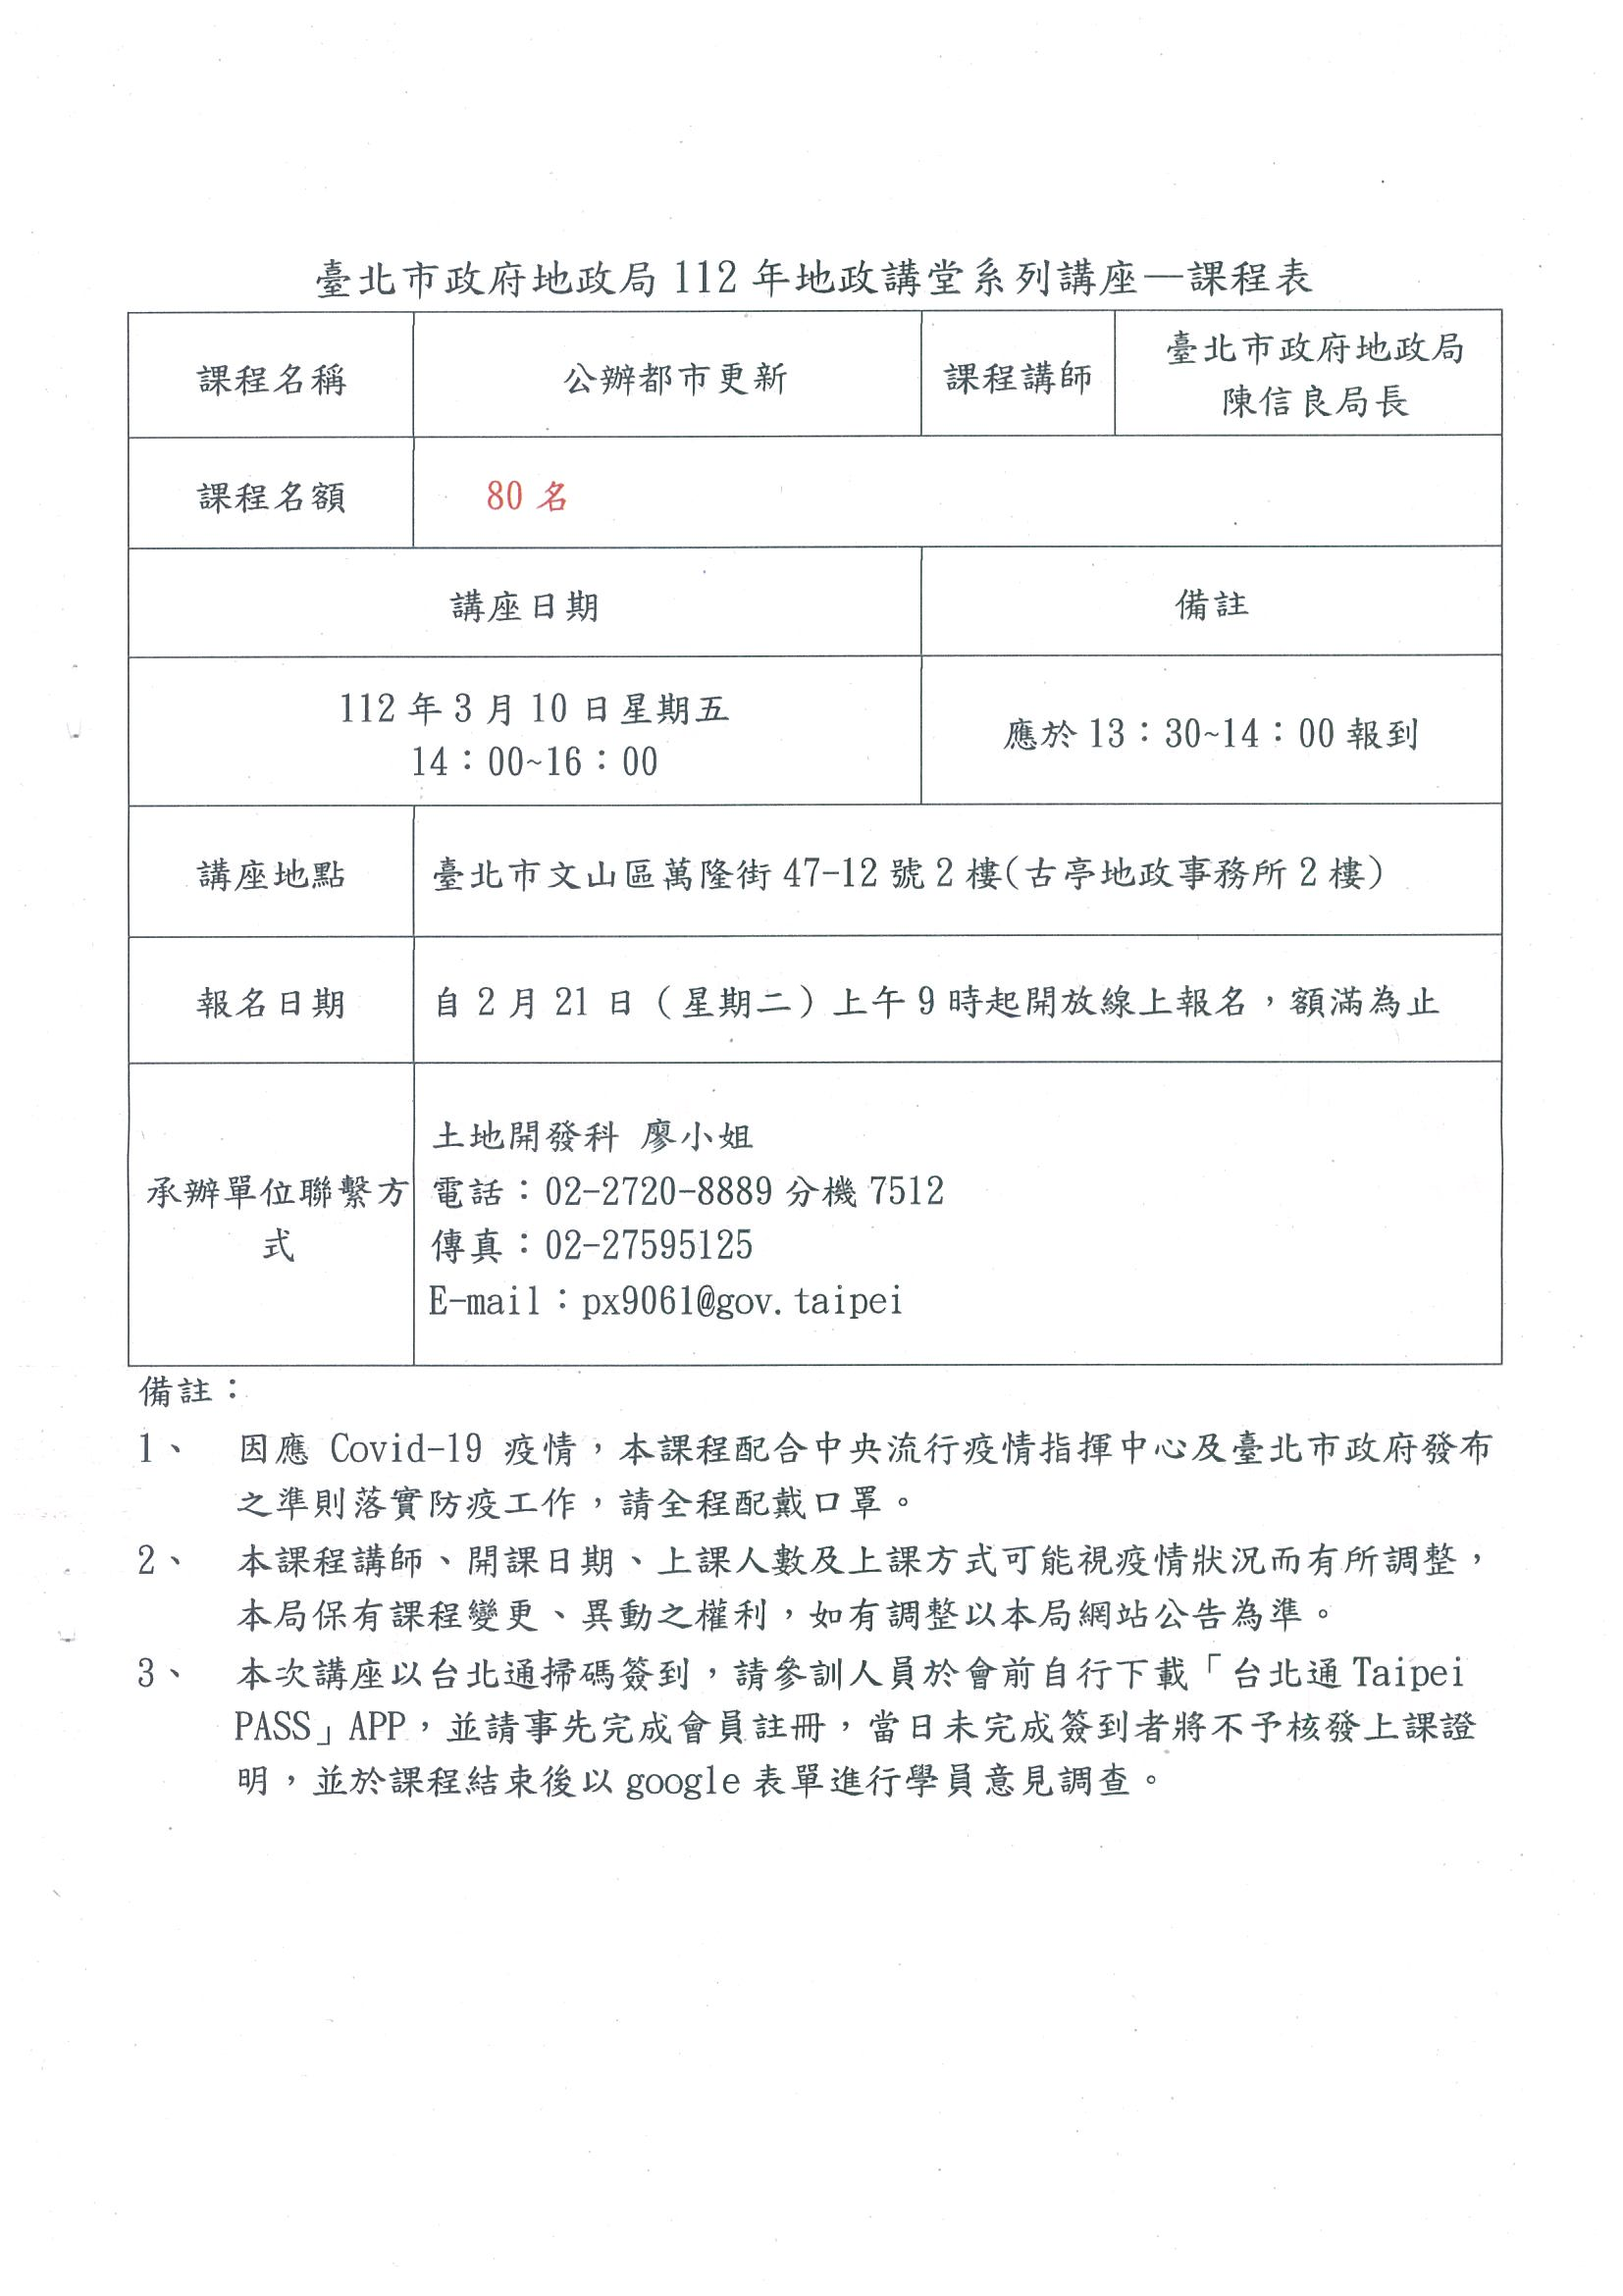 臺北市政府地政局112年地政講堂系列講座—課程表
課程名稱
公辦都市更新
課程講師
臺北市政府地政局
陳信良局長
課程名額
80名
講座日期
備註
112年3月10日星期五
14：00~16：00
應於13：30~14：00報到
講座地點
臺北市文山區萬隆街47-12號2樓(古亭地政事務所2樓)
報名日期
自2月21日（星期二）上午9時起開放線上報名，額滿為止
承辦單位聯繫方
式
土地開發科 廖小姐
電話：02-2720-8889分機7512
傳真：02-27595125
E-mail：px9061@gov.taipei
備註：
1、 因應 Covid-19 疫情，本課程配合中央流行疫情指揮中心及臺北市政府發布
之準則落實防疫工作，請全程配戴口罩。
2、 本課程講師、開課日期、上課人數及上課方式可能視疫情狀況而有所調整，
本局保有課程變更、異動之權利，如有調整以本局網站公告為準。
3、 本次講座以台北通掃碼簽到，請參訓人員於會前自行下載「台北通Taipei
PASS」APP，並請事先完成會員註冊，當日未完成簽到者將不予核發上課證
明，並於課程結束後以google表單進行學員意見調查。